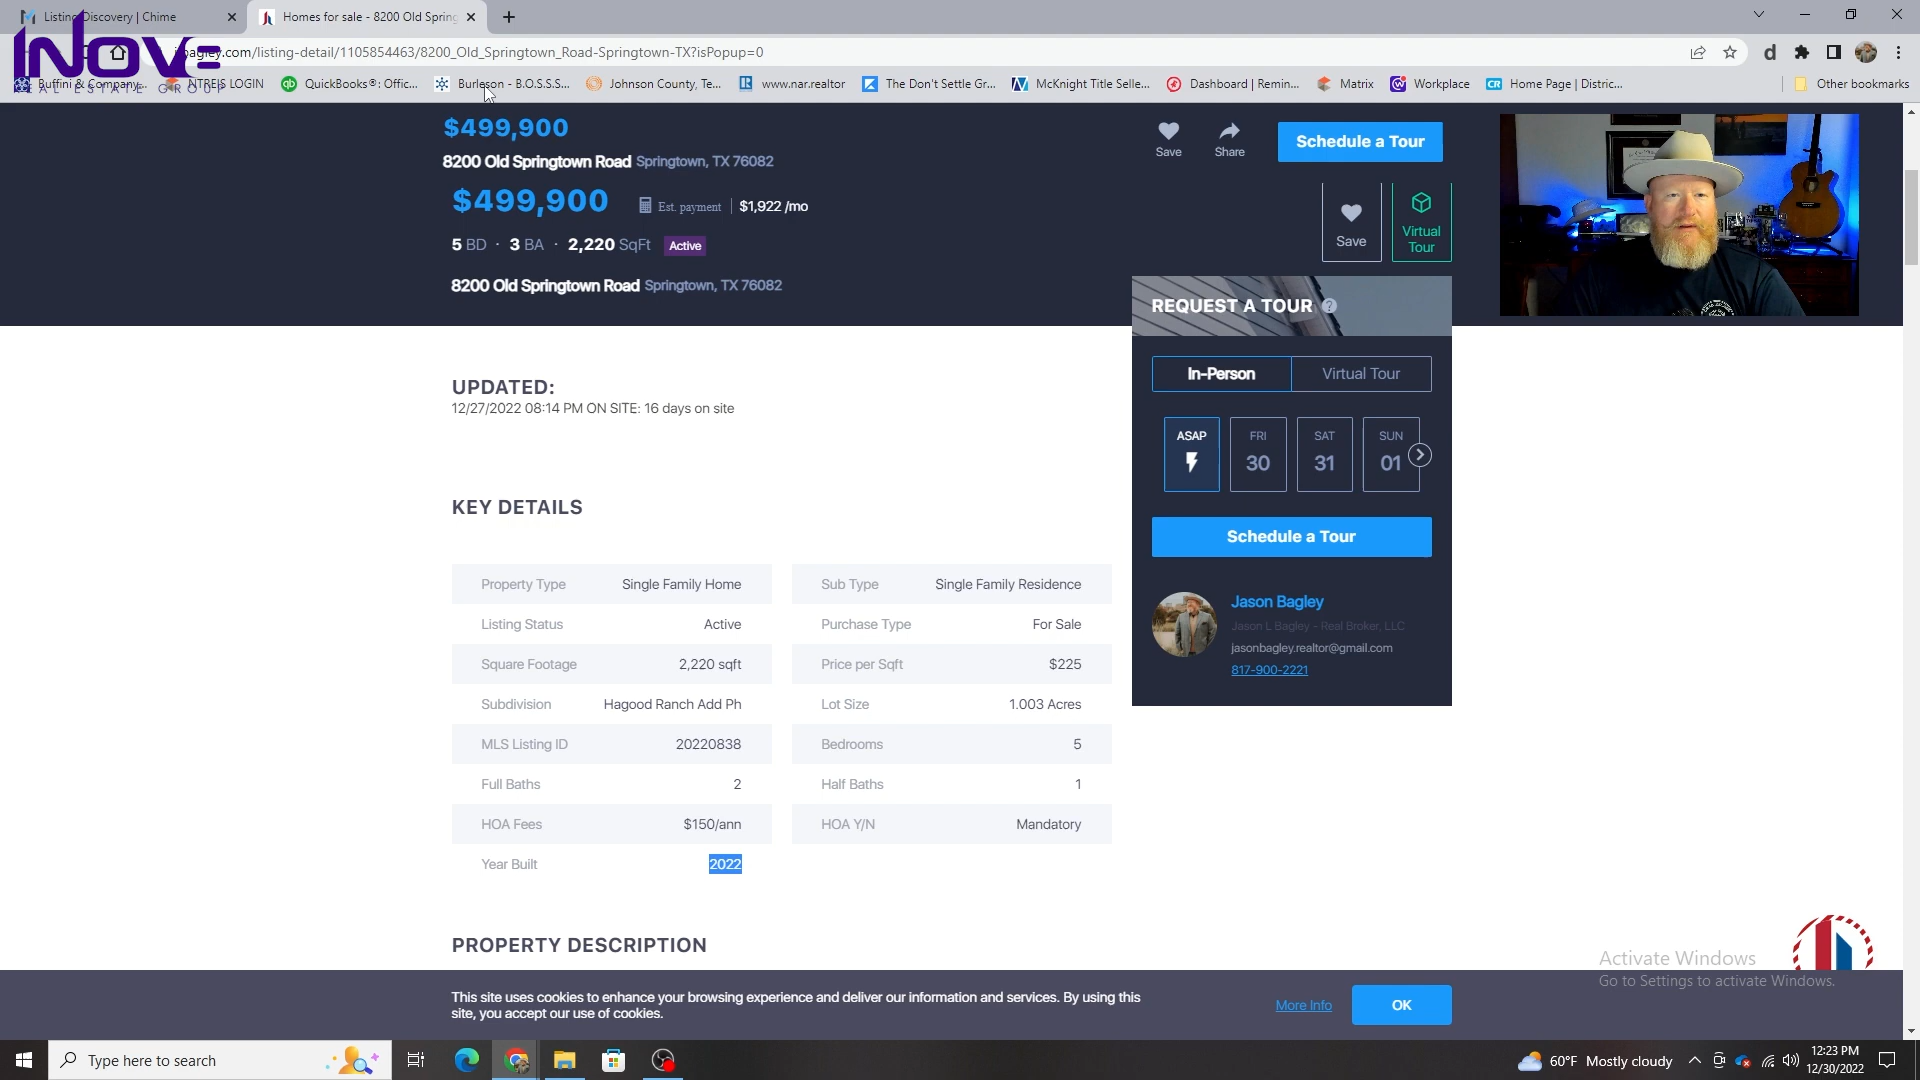 Listing Discovery | Chime
Homes for sale - 8200 Old Spring
bagley.com/listing-detail/1105854463/8200_Old_Springtown_Road-Springtown-TX?isPopup=0
INOVE
REAL ESTATE GROUP
Buffini & Company... NTREIS LOGIN QuickBooks®: Offic... Burleson - B.O.S.S.S... Johnson County, Te... www.nar.realtor The Don't Settle Gr... McKnight Title Selle... Dashboard | Remin... Matrix Workplace Home Page | Distric... Other bookmarks
$499,900
8200 Old Springtown Road Springtown, TX 76082
Save Share Schedule a Tour
$499,900 Est. payment $1,922 /mo
5 BD · 3 BA · 2,220 SqFt Active
8200 Old Springtown Road Springtown, TX 76082
Save
Virtual
Tour
REQUEST A TOUR ?
In-Person Virtual Tour
ASAP FRI SAT SUN
30 31 01
Schedule a Tour
Jason Bagley
Jason L Bagley - Real Broker, LLC
jasonbagley.realtor@gmail.com
817-900-2221
UPDATED:
12/27/2022 08:14 PM ON SITE: 16 days on site
KEY DETAILS
Property Type Single Family Home Sub Type Single Family Residence
Listing Status Active Purchase Type For Sale
Square Footage 2,220 sqft Price per Sqft $225
Subdivision Hagood Ranch Add Ph Lot Size 1.003 Acres
MLS Listing ID 20220838 Bedrooms 5
Full Baths 2 Half Baths 1
HOA Fees $150/ann HOA Y/N Mandatory
Year Built 2022
PROPERTY DESCRIPTION
Activate Windows
Go to Settings to activate Windows.
This site uses cookies to enhance your browsing experience and deliver our information and services. By using this
site, you accept our use of cookies.
More Info OK
Type here to search
60°F Mostly cloudy
12:23 PM
12/30/2022